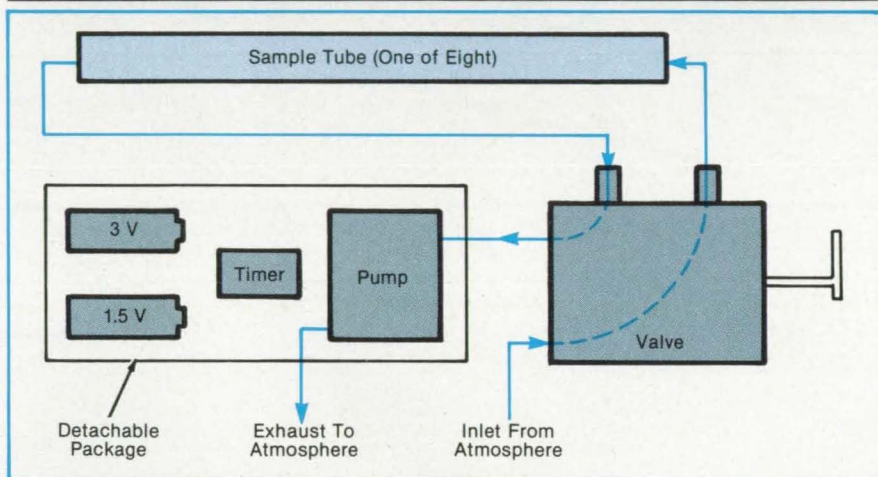 Sample Tube (One of Eight)
3 V
Timer
Pump
1.5 V
Valve
Detachable
Package
Exhaust To
Atmosphere
Inlet From
Atmosphere